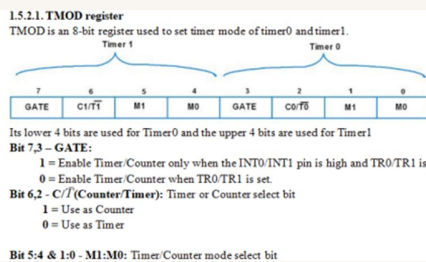 1.5.2.1. TMOD register
TMOD is an 8-bit register used to set timer mode of timer0 and timer1.
Timer 1 Timer 0
7 6 5 4 3 2 1 0
GATE C1/T1 M1 M0 GATE C0/T0 M1 M0
Its lower 4 bits are used for Timer0 and the upper 4 bits are used for Timer1
Bit 7,3 – GATE:
1 = Enable Timer/Counter only when the INT0/INT1 pin is high and TR0/TR1 is
0 = Enable Timer/Counter when TR0/TR1 is set.
Bit 6,2 - C/T (Counter/Timer): Timer or Counter select bit
1 = Use as Counter
0 = Use as Timer
Bit 5:4 & 1:0 - M1:M0: Timer/Counter mode select bit